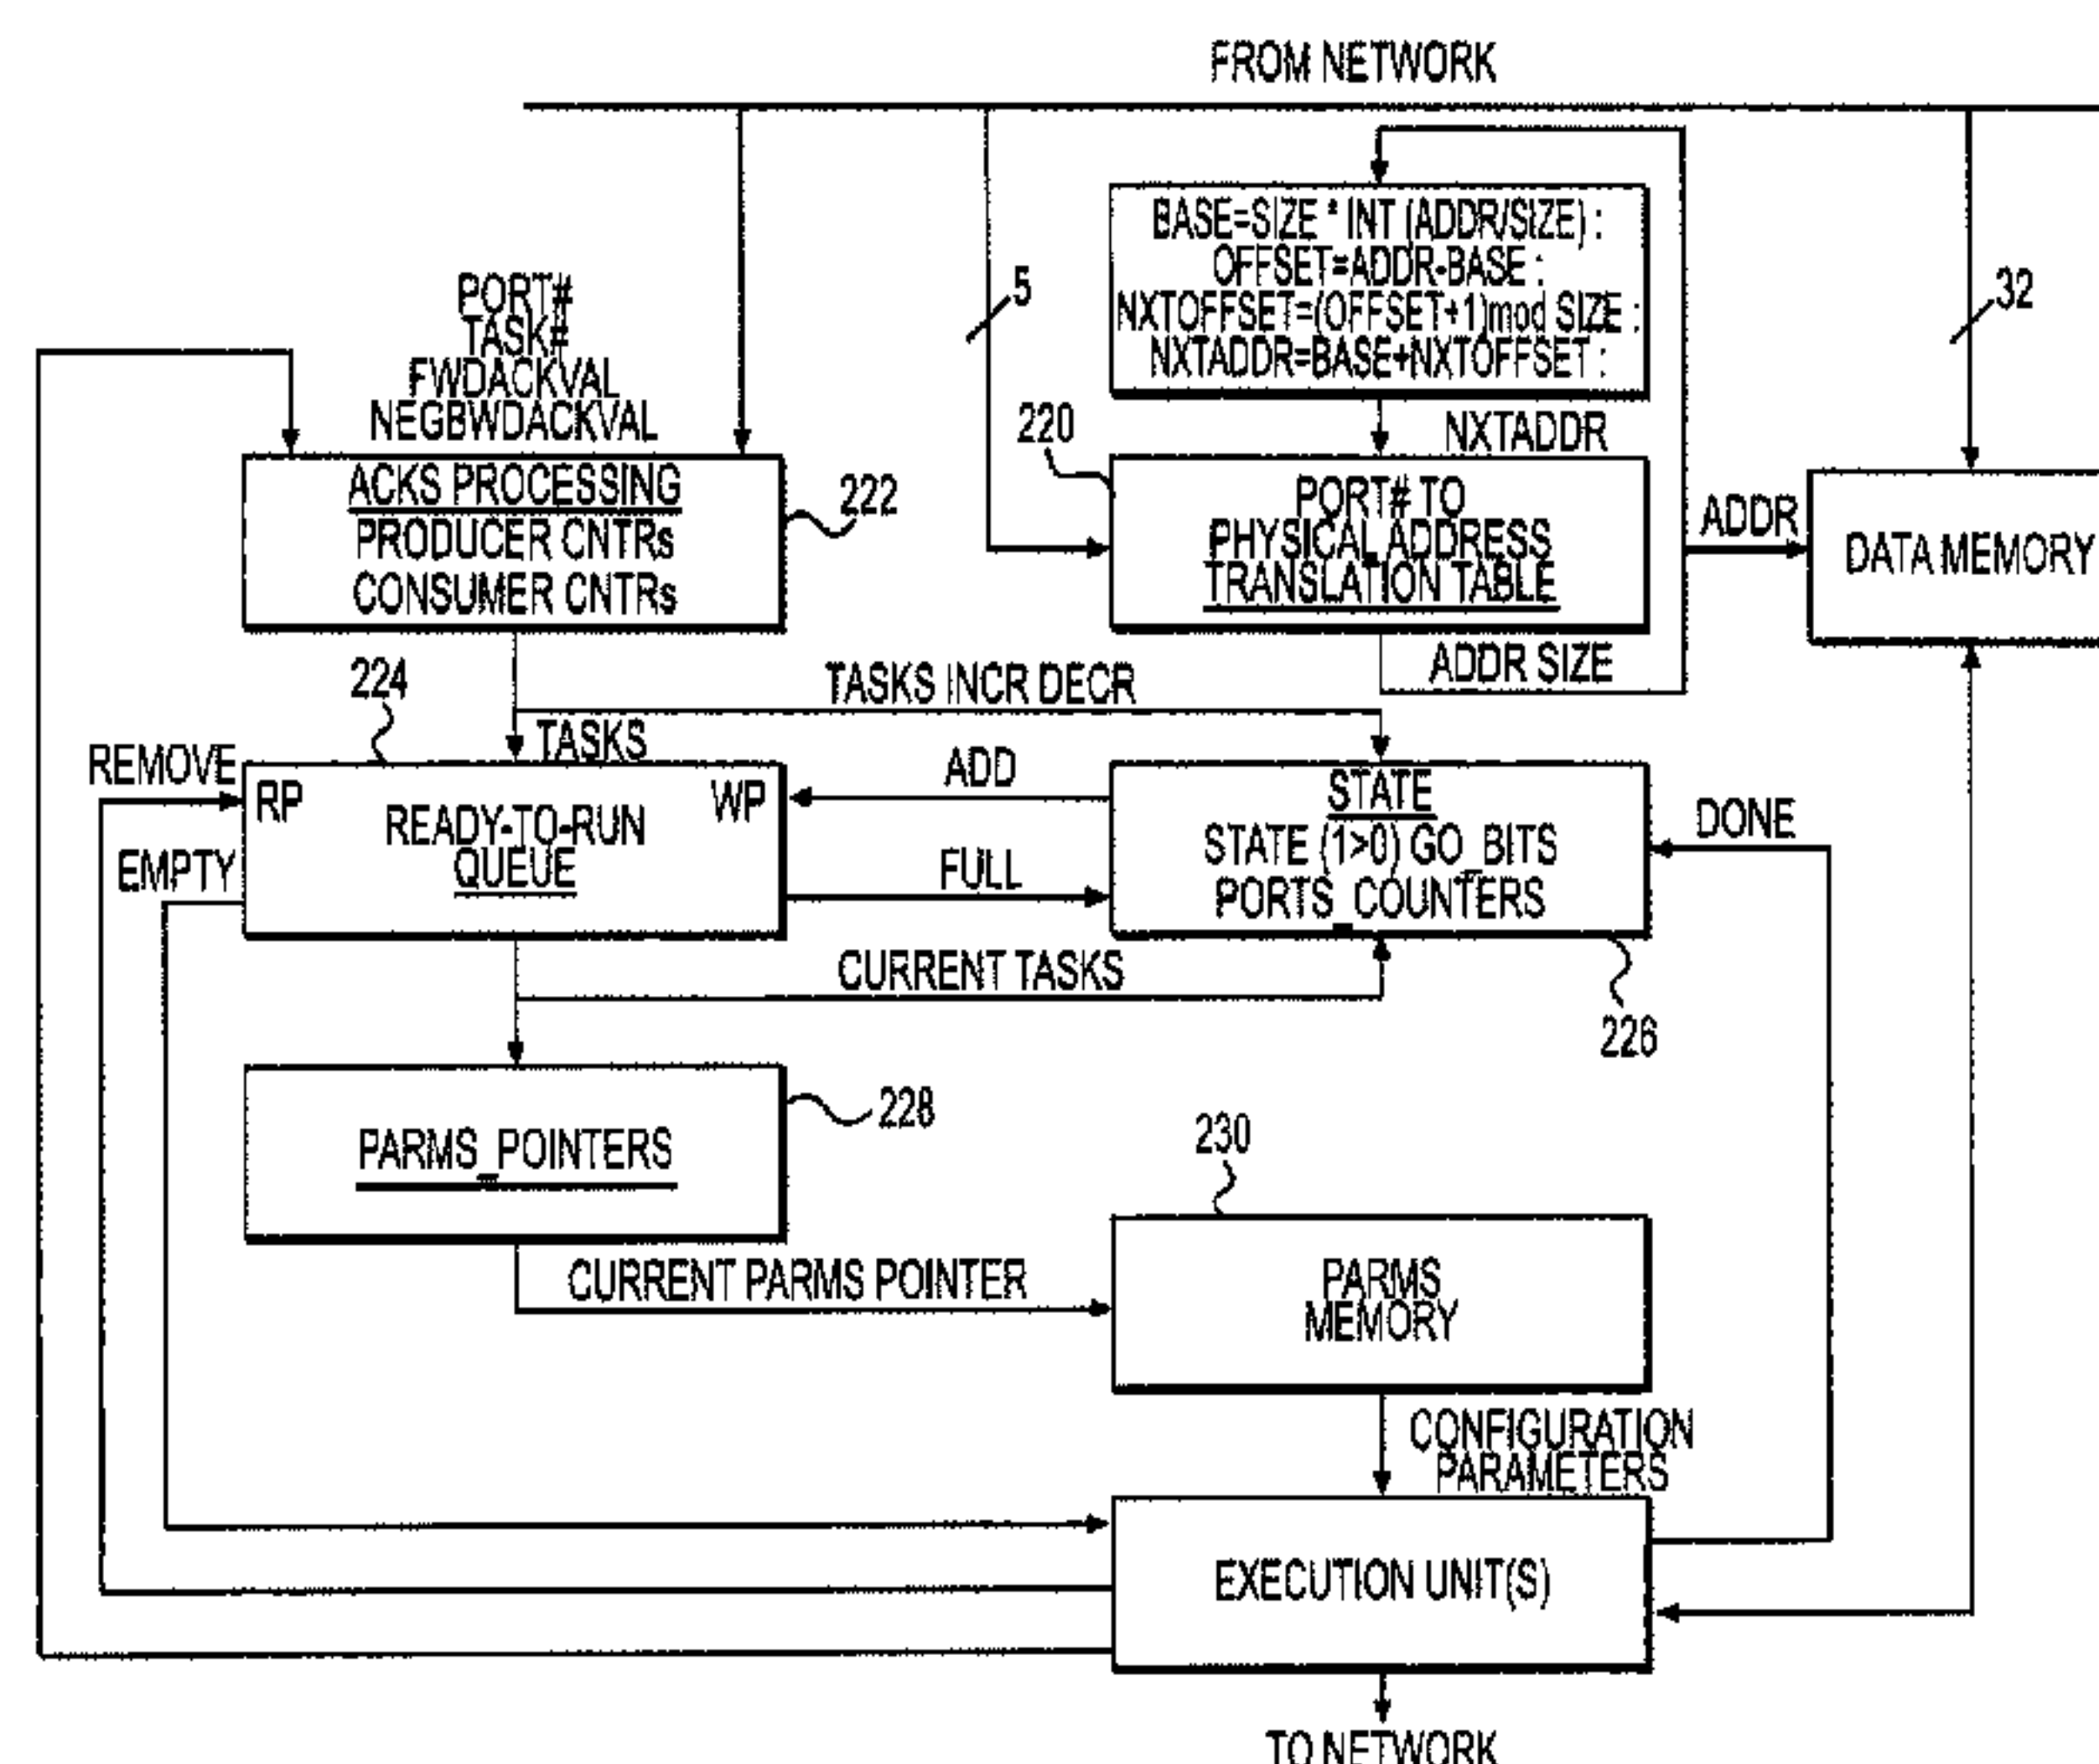 FROM NETWORK
BASE=SIZE * INT (ADDR/SIZE) :
OFFSET=ADDR-BASE :
NXTOFFSET=(OFFSET+1)mod SIZE :
NXTADDR=BASE+NXTOFFSET :
5
32
PORT#
TASK#
FWDACKVAL
NEGBWDACKVAL
220
NXTADDR
ACKS PROCESSING
PRODUCER CNTRs
CONSUMER CNTRs
222
PORT# TO
PHYSICAL ADDRESS
TRANSLATION TABLE
ADDR
DATA MEMORY
ADDR SIZE
224
TASKS INCR DECR
TASKS
REMOVE
EMPTY
RP
WP
READY-TO-RUN
QUEUE
ADD
FULL
STATE
STATE (1>0) GO_BITS
PORTS_COUNTERS
DONE
CURRENT TASKS
226
228
PARMS_POINTERS
230
CURRENT PARMS POINTER
PARMS
MEMORY
CONFIGURATION
PARAMETERS
EXECUTION UNIT(S)
TO NETWORK